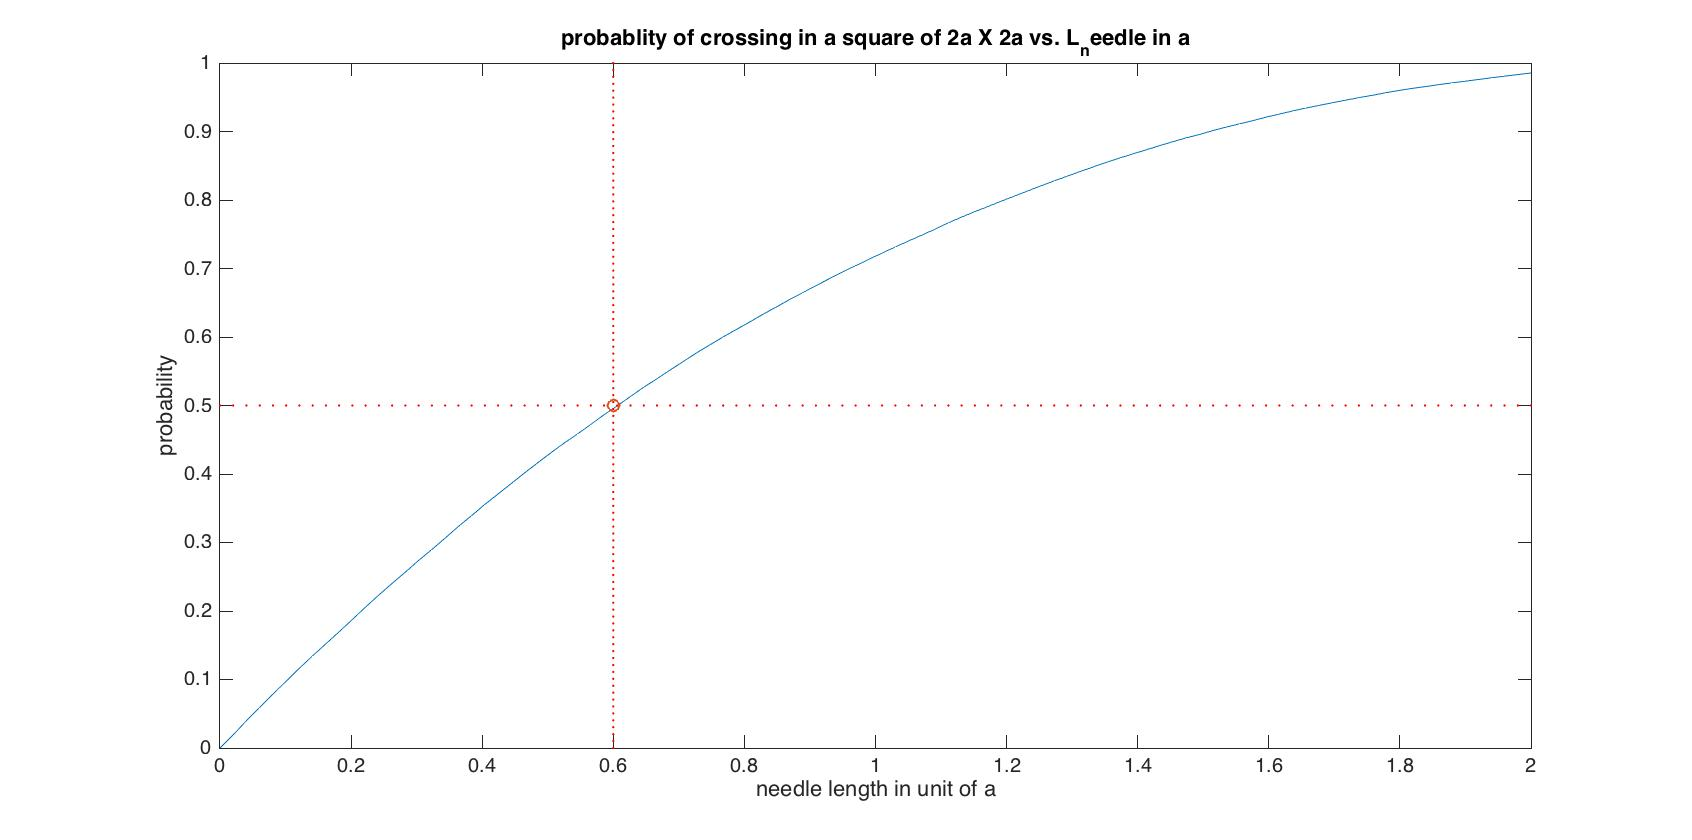 probablity of crossing in a square of 2a X 2a vs. Lneedle in a
1
0.9
0.8
0.7
0.6
0.5
0.4
0.3
0.2
0.1
0
probability
0 0.2 0.4 0.6 0.8 1 1.2 1.4 1.6 1.8 2
needle length in unit of a